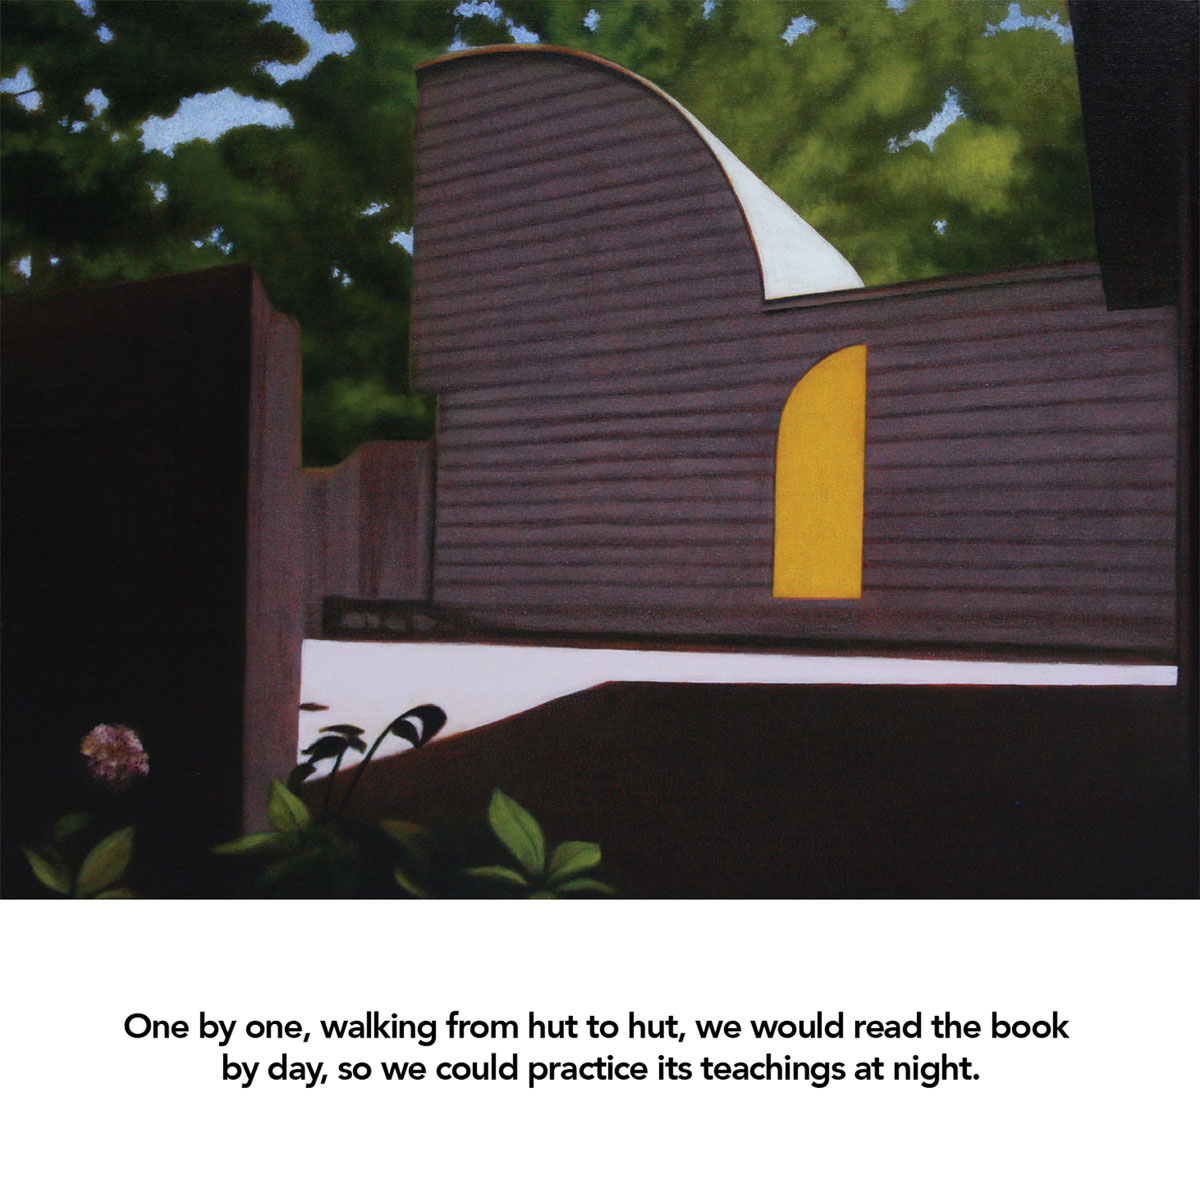 One by one, walking from hut to hut, we would read the book
by day, so we could practice its teachings at night.